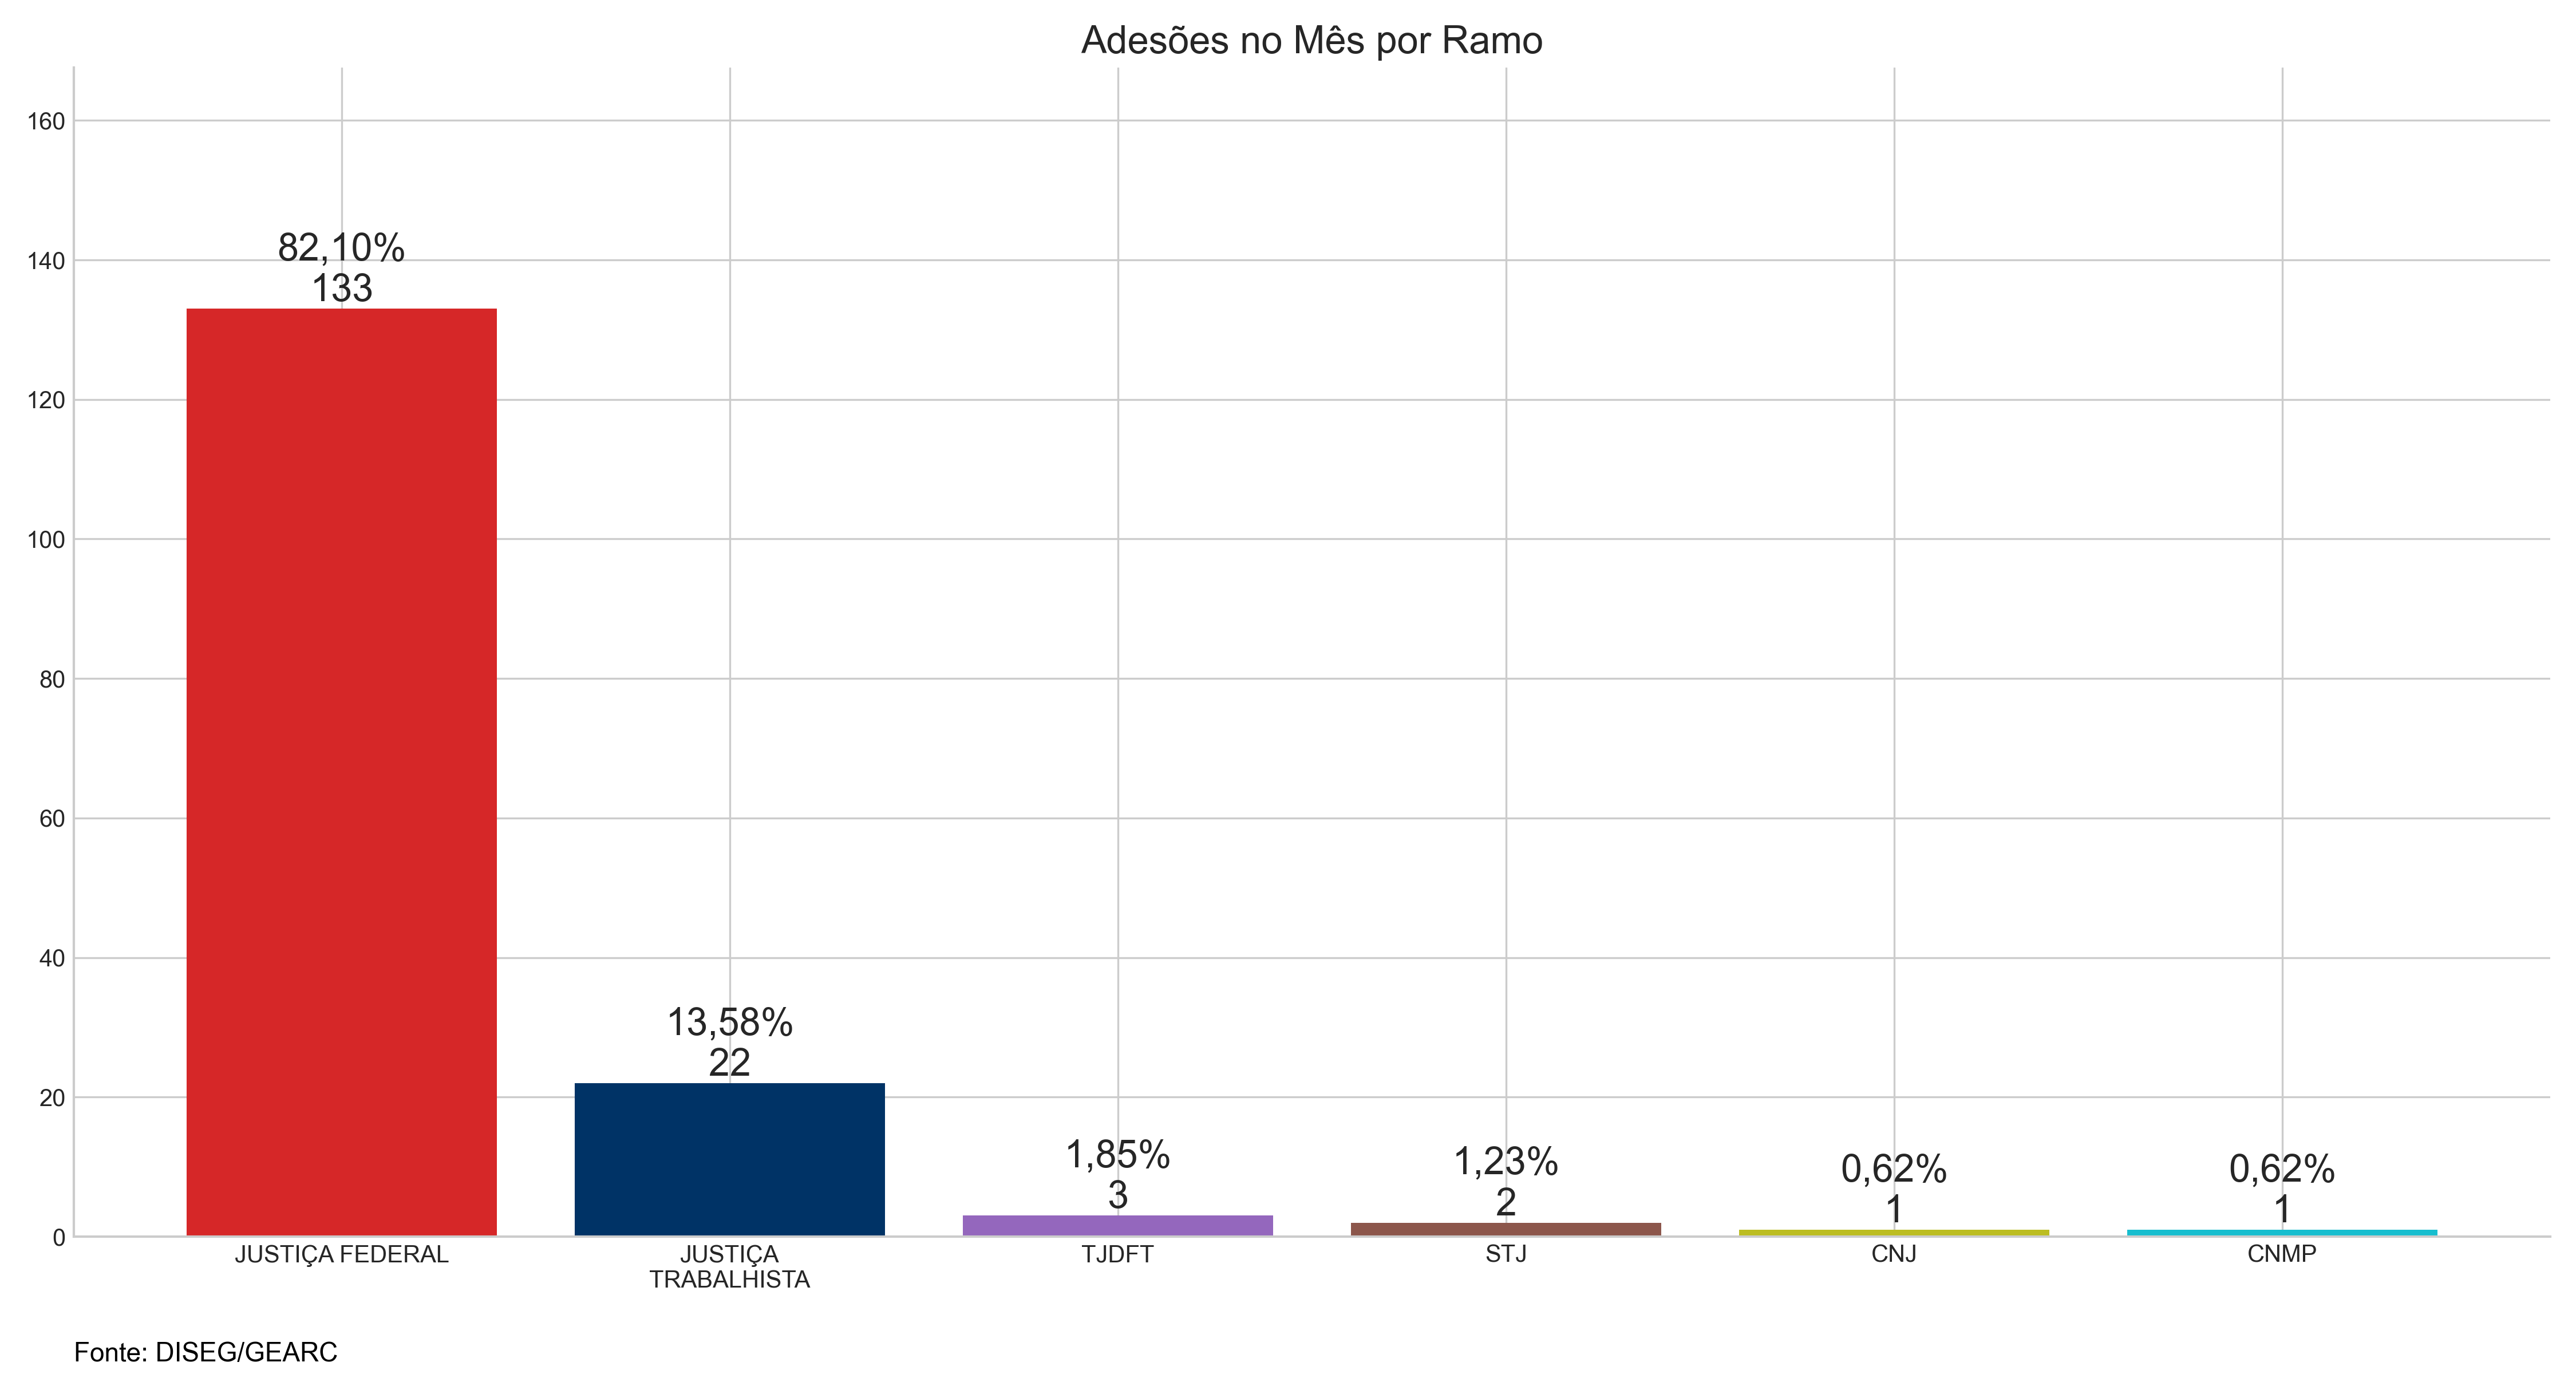 Adesões no Mês por Ramo
160
140
120
100
80
60
40
20
0
82,10%
133
13,58%
22
1,85%
3
1,23%
2
0,62%
1
0,62%
1
JUSTIÇA FEDERAL
JUSTIÇA
TRABALHISTA
TJDFT
STJ
CNJ
CNMP
Fonte: DISEG/GEARC